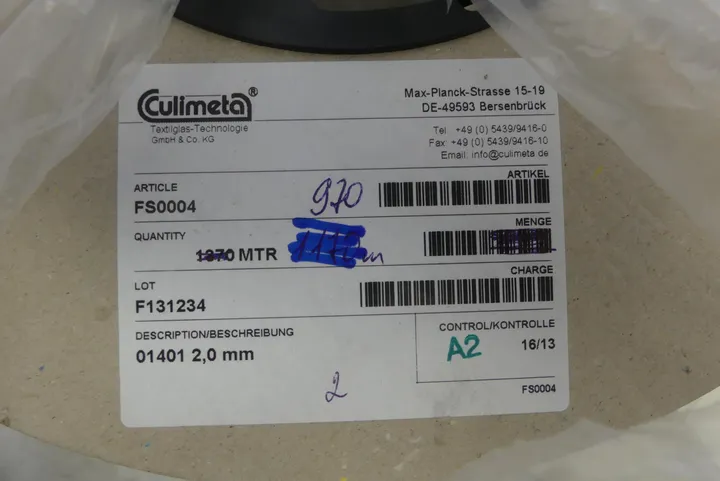 Culimeta®
Textilglas-Technologie
GmbH & Co. KG
Max-Planck-Strasse 15-19
DE-49593 Bersenbrück
Tel +49 (0) 5439/9416-0
Fax: +49 (0) 5439/9416-10
Email: info@culimeta.de
ARTICLE
ARTIKEL
FS0004
970
QUANTITY
MENGE
MTR
m
LOT
CHARGE
F131234
DESCRIPTION/BESCHREIBUNG
01401 2,0 mm
CONTROL/KONTROLLE
A2
16/13
2
FS0004